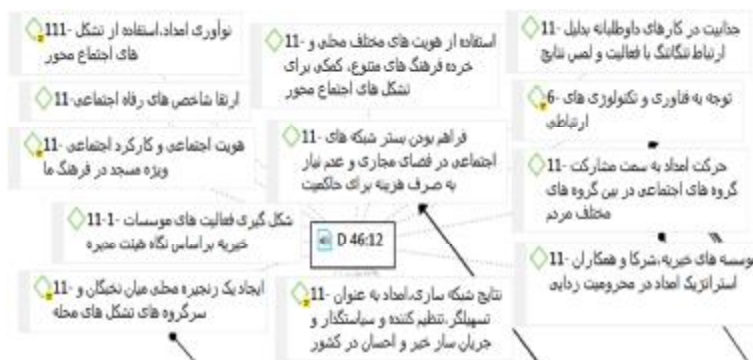 جذابیت در کار های داوطلبانه بدلیل -11
ارتباط تنگاتنگ با فعالیت و لمس نتایج
استفاده از هویت های مختلف محلی و -11
خرده فرهنگ های متنوع، کمکی برای
تشکل های اجتماع محور
نوآوری امداد،استفاده از تشکل -111
های اجتماع محور
ارتقا شاخص های رفاه اجتماعی-11
توجه به فناوری و تکنولوژی های -6
ارتباطی
فراهم بودن بستر شبکه های -11
اجتماعی در فضای مجازی و عدم نیاز
به صرف هزینه برای حاکمیت
هویت اجتماعی و کارکرد اجتماعی -11
ویژه مسجد در فرهنگ ما
حرکت امداد به سمت مشارکت -11
گروه های اجتماعی در بین گروه های
مختلف مردم
شکل گیری فعالیت های موسسات -11-1
خیریه براساس نگاه هیئت مدیره
D 46:12
وسسه های خیریه،شرکا و همکاران -11
استراتژیک امداد در محرومیت زدایی
نتایج شبکه سازی،امداد به عنوان -11
تسهیلگر،تنظیم کننده و سیاستگذار و
جریان ساز خیر و احسان در کشور
ایجاد یک زنجیره محلی میان نخبگان و -11
سرگروه های تشکل های محله